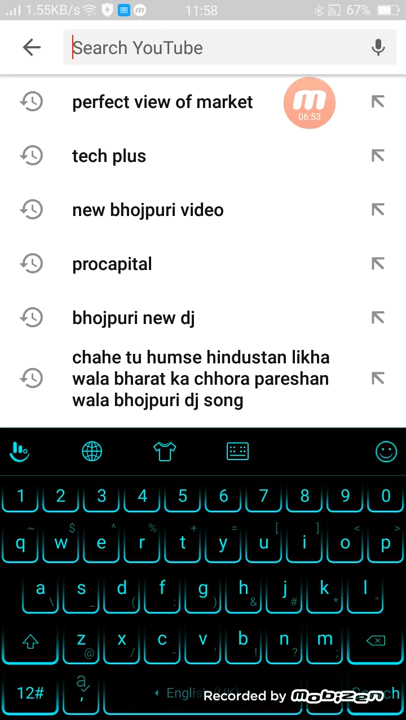 1.55KB/s 11:58 67%
Search YouTube
perfect view of market
06:53
tech plus
new bhojpuri video
procapital
bhojpuri new dj
chahe tu humse hindustan likha
wala bharat ka chhora pareshan
wala bhojpuri dj song
1 2 3 4 5 6 7 8 9 0
~ $ ^ % + = [ ] < >
q w e r t y u i o p
a s d f g h j k l
\ _ ( : & # *
z x c v b n m
@ / - ? ;
12# , English
Recorded by mobizen